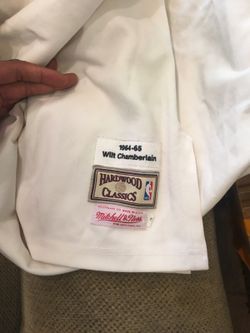 1964-65
Wilt Chamberlain
HARDWOOD
CLASSICS
Mitchell & Ness